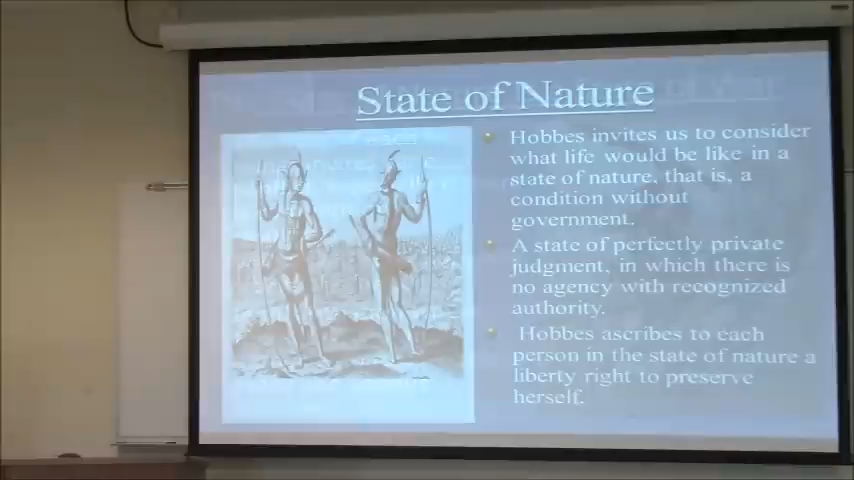 State of Nature
Hobbes invites us to consider
what life would be like in a
state of nature, that is, a
condition without
government.
A state of perfectly private
judgment, in which there is
no agency with recognized
authority.
Hobbes ascribes to each
person in the state of nature a
liberty right to preserve
herself.